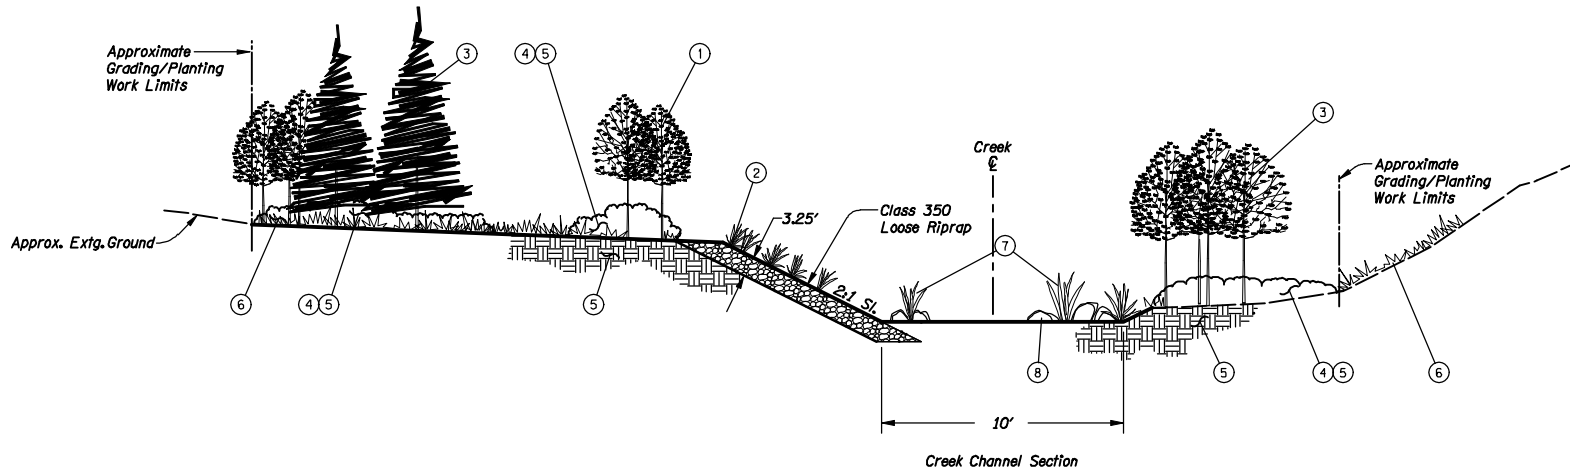 Approximate
Grading/Planting
Work Limits
3
4 5
1
3
Creek
CL
Approximate
Grading/Planting
Work Limits
2
3.25'
Class 350
Loose Riprap
Approx. Extg.Ground
7
2:1 Sl.
6
4 5
5
8
5
4 5
6
10'
Creek Channel Section